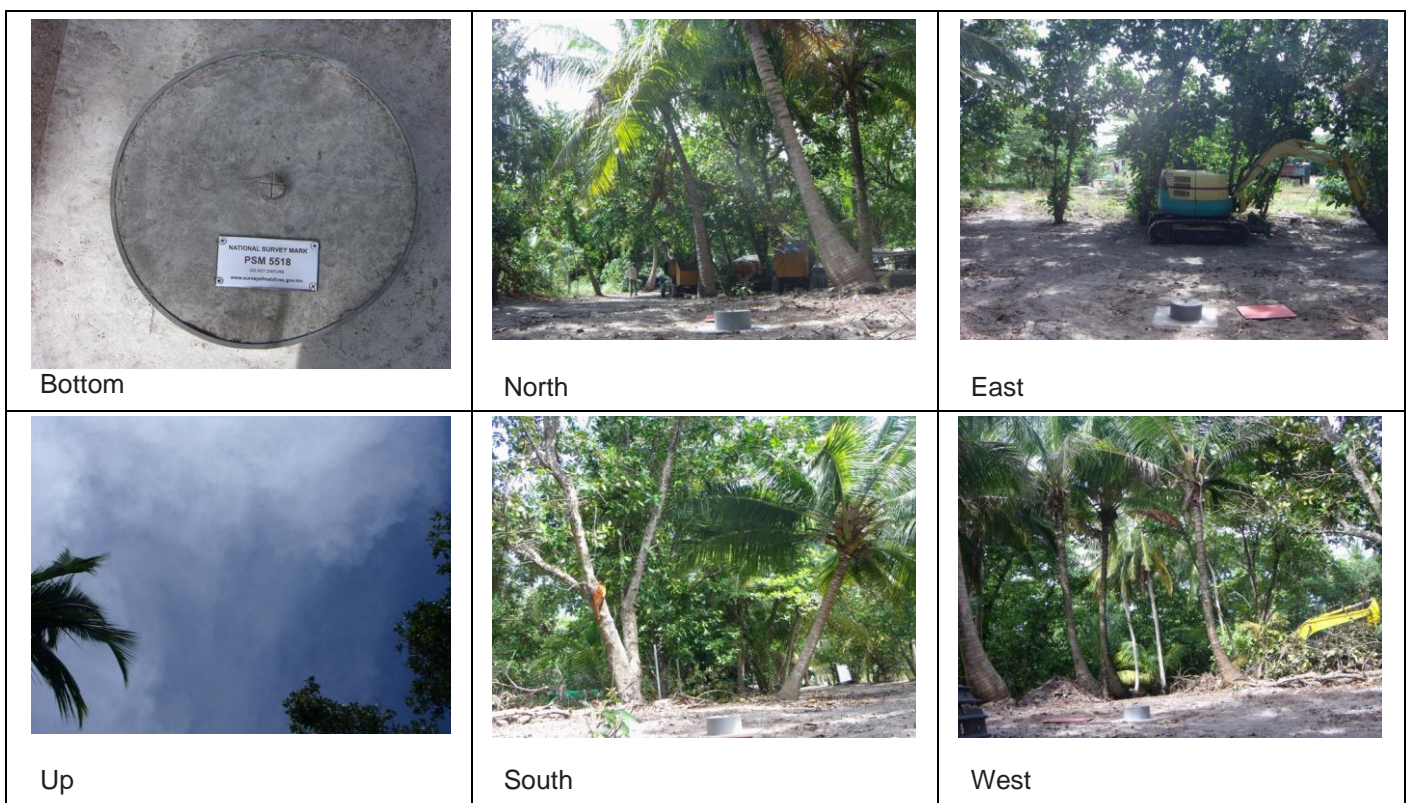 NATIONAL SURVEY MARK
PSM 5518
DO NOT DISTURB
www.surveyofmaldives.gov.mv
Bottom
North
East
Up
South
West